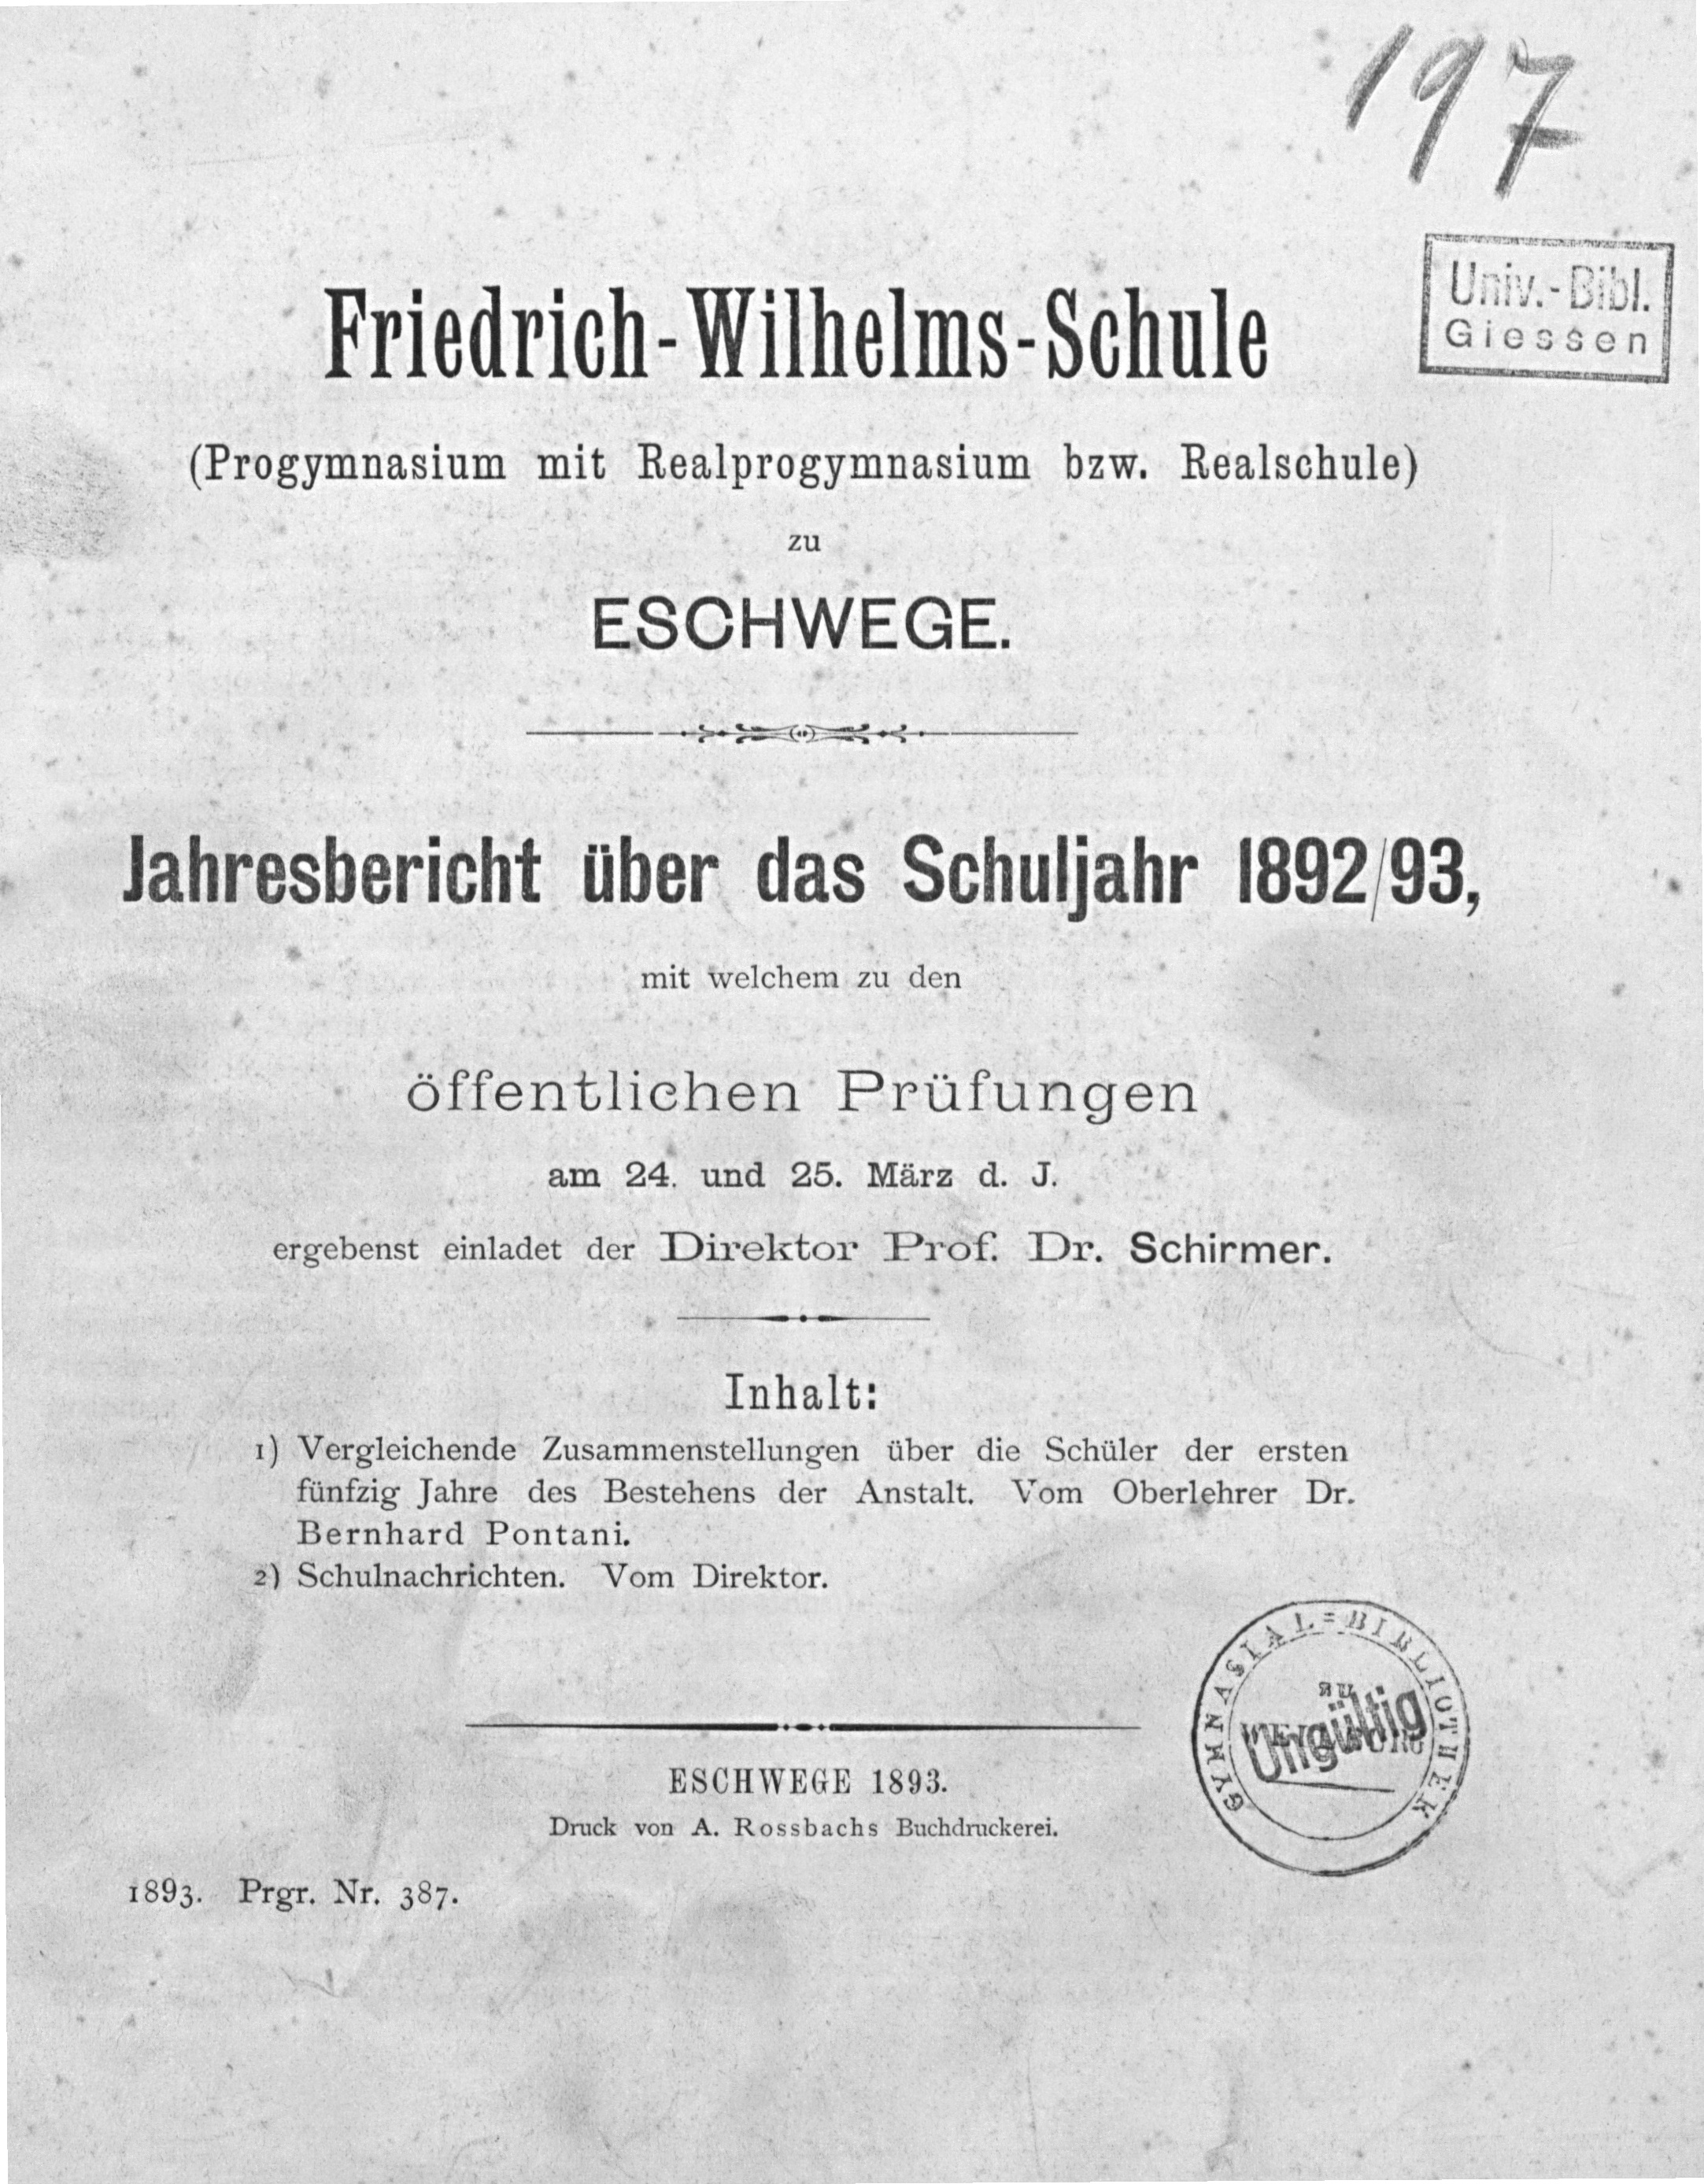 197
Univ.-Bibl.
Giessen
Friedrich-Wilhelms-Schule
(Progymnasium mit Realprogymnasium bzw. Realschule)
zu
ESCHWEGE.
Jahresbericht über das Schuljahr 1892/93,
mit welchem zu den
öffentlichen Prüfungen
am 24. und 25. März d. J.
ergebenst einladet der Direktor Prof. Dr. Schirmer.
Inhalt:
1) Vergleichende Zusammenstellungen über die Schüler der ersten
fünfzig Jahre des Bestehens der Anstalt. Vom Oberlehrer Dr.
Bernhard Pontani.
2) Schulnachrichten. Vom Direktor.
GYMNASIAL=BIBLIOTHEK
zu
Ungültig
ESCHWEGE 1893.
Druck von A. Rossbachs Buchdruckerei.
1893. Prgr. Nr. 387.